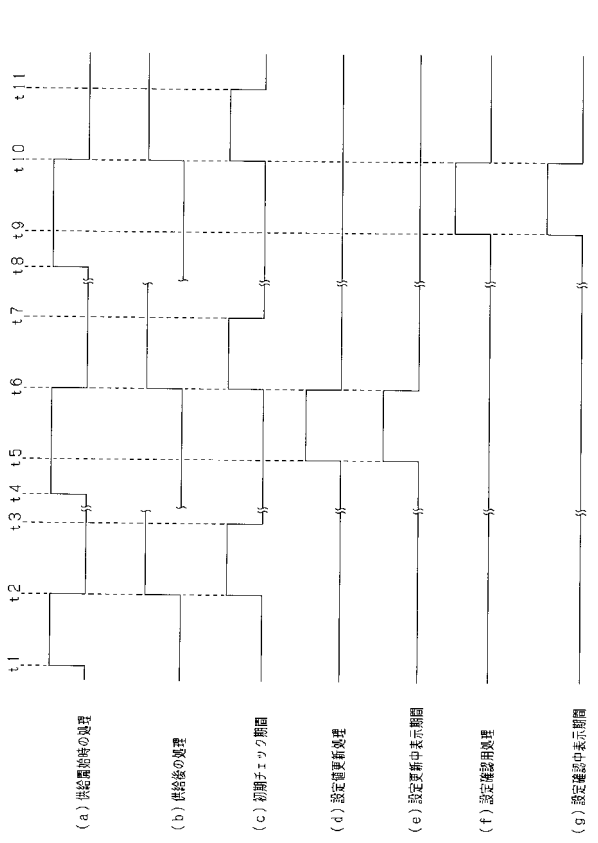 t1
t2
t3
t4
t5
t6
t7
t8
t9
t10
t11
(a)供給開始時の処理
(b)供給後の処理
(c)初期チェック期間
(d)設定値更新処理
(e)設定更新中表示期間
(f)設定確認用処理
(g)設定確認中表示期間